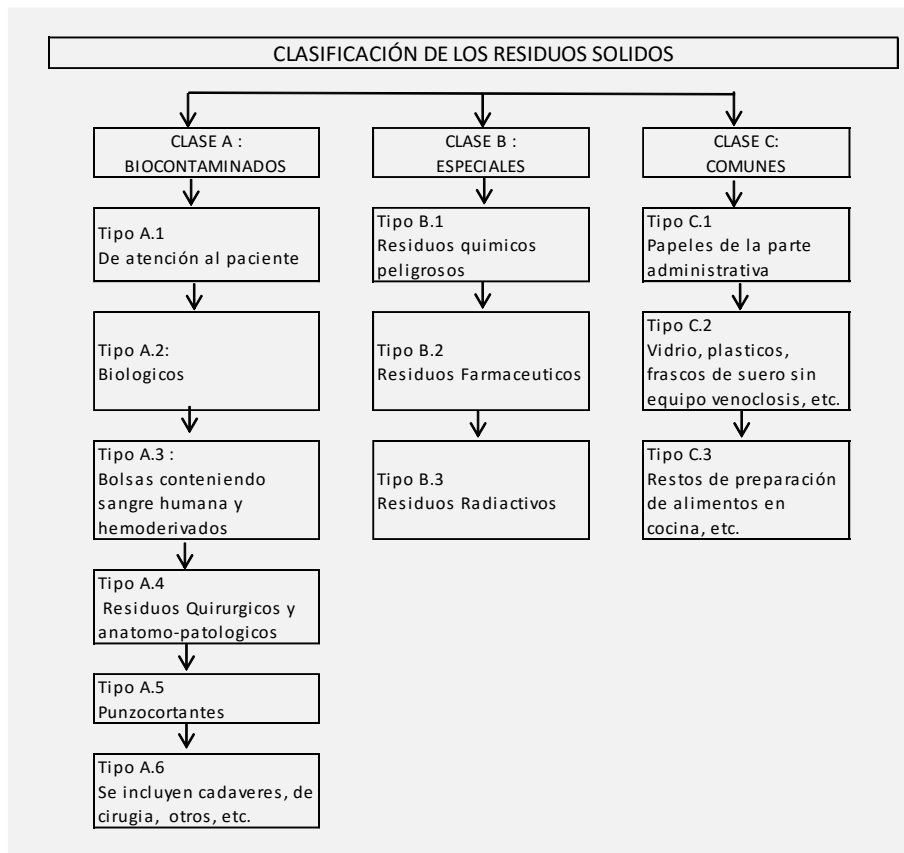 CLASIFICACIÓN DE LOS RESIDUOS SOLIDOS
CLASE A :
BIOCONTAMINADOS
Tipo A.1
De atención al paciente
Tipo A.2:
Biologicos
Tipo A.3 :
Bolsas conteniendo
sangre humana y
hemoderivados
Tipo A.4
Residuos Quirurgicos y
anatomo-patologicos
Tipo A.5
Punzocortantes
Tipo A.6
Se incluyen cadaveres, de
cirugia, otros, etc.
CLASE B :
ESPECIALES
Tipo B.1
Residuos quimicos
peligrosos
Tipo B.2
Residuos Farmaceuticos
Tipo B.3
Residuos Radiactivos
CLASE C:
COMUNES
Tipo C.1
Papeles de la parte
administrativa
Tipo C.2
Vidrio, plasticos,
frascos de suero sin
equipo venoclosis, etc.
Tipo C.3
Restos de preparación
de alimentos en
cocina, etc.